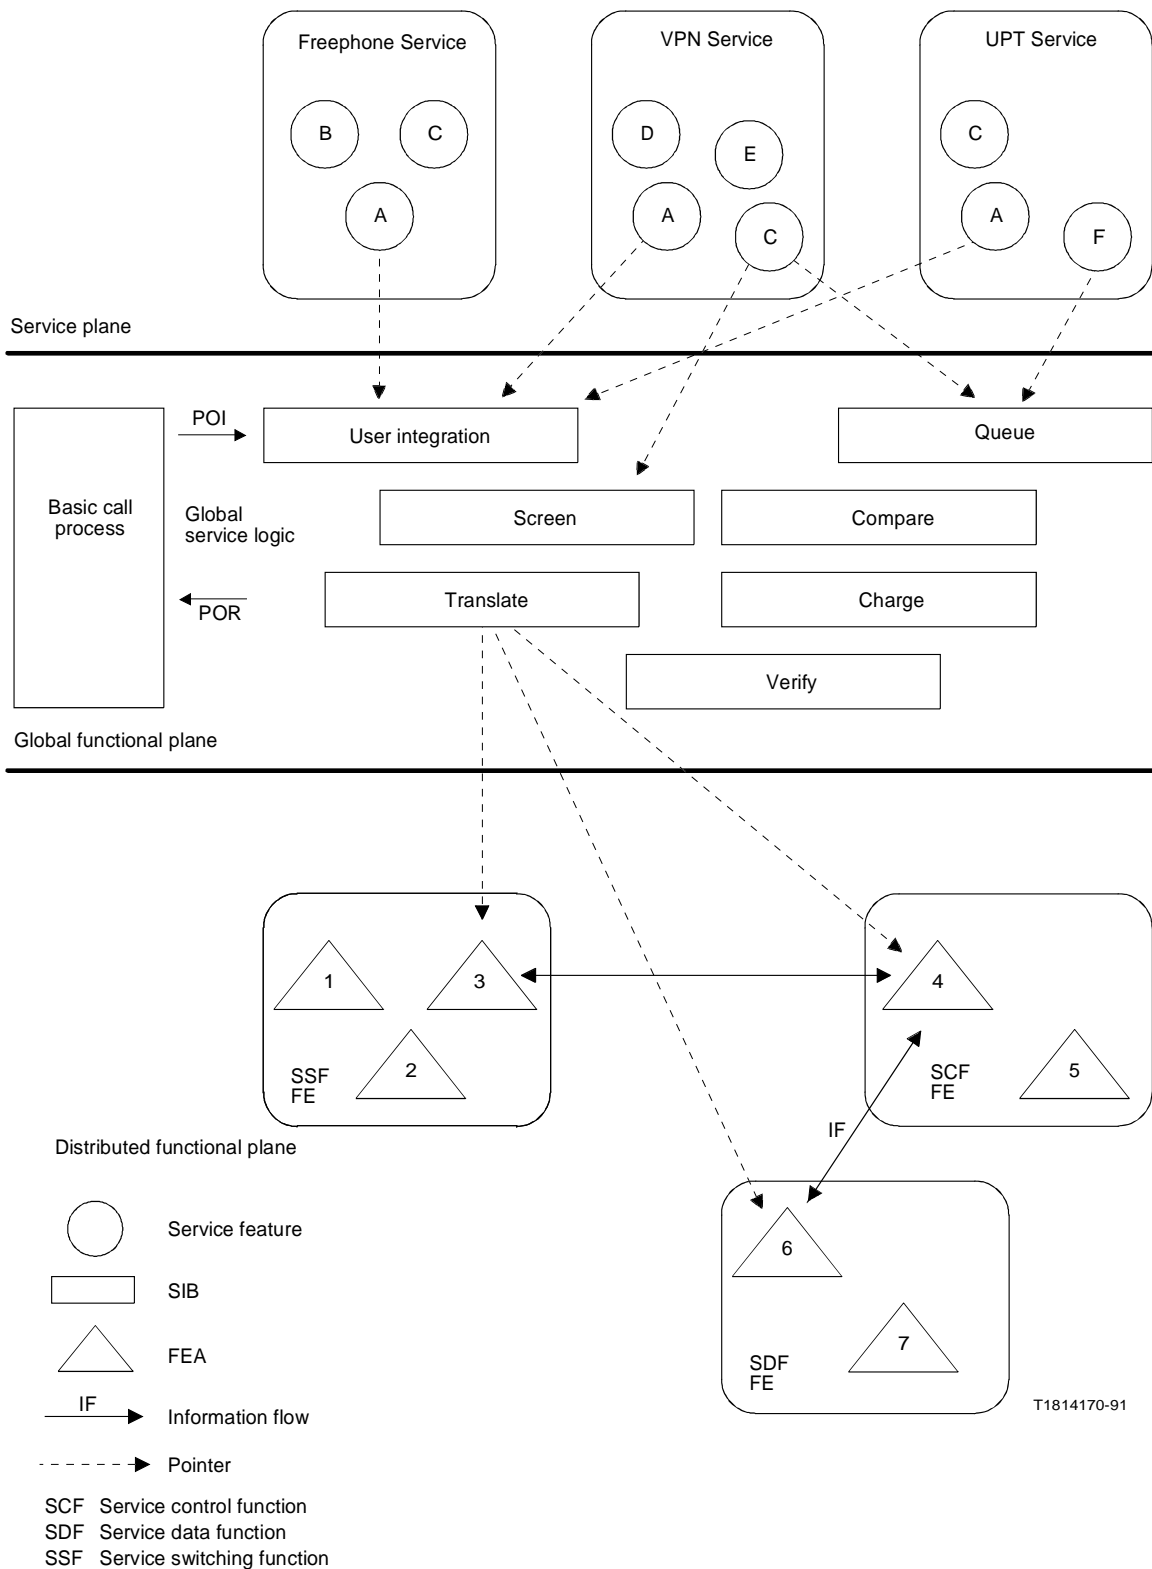 Freephone Service
VPN Service
UPT Service
B
C
A
D
E
A
C
C
A
F
Service plane
POI
User integration
Queue
Basic call
process
Global
service logic
Screen
Compare
POR
Translate
Charge
Verify
Global functional plane
1
3
2
SSF
FE
4
5
SCF
FE
IF
Distributed functional plane
6
7
SDF
FE
Service feature
SIB
FEA
IF
Information flow
Pointer
T1814170-91
SCF Service control function
SDF Service data function
SSF Service switching function